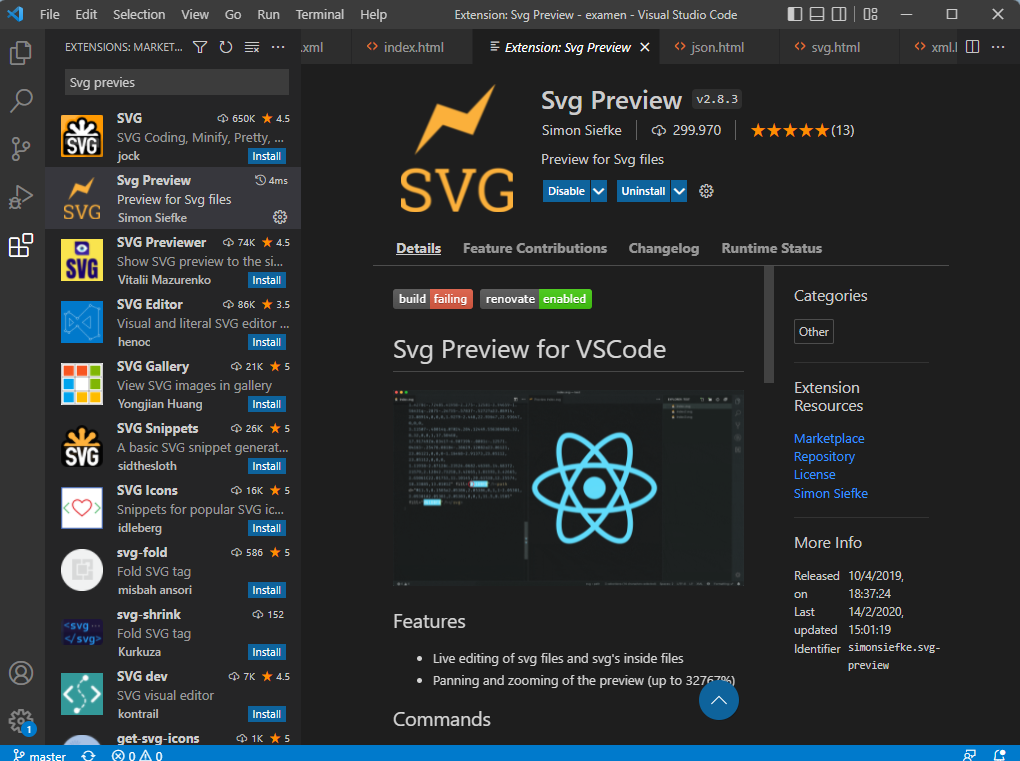 File Edit Selection View Go Run Terminal Help
Extension: Svg Preview - examen - Visual Studio Code
EXTENSIONS: MARKET...
.xml
index.html
Extension: Svg Preview
json.html
svg.html
xml.l
Svg previes
SVG 650K 4.5
SVG Coding, Minify, Pretty, ...
jock Install
Svg Preview 4ms
Preview for Svg files
Simon Siefke
SVG Previewer 74K 4.5
Show SVG preview to the si...
Vitalii Mazurenko Install
SVG Editor 86K 3.5
Visual and literal SVG editor ...
henoc Install
SVG Gallery 21K 5
View SVG images in gallery
Yongjian Huang Install
SVG Snippets 26K 5
A basic SVG snippet generat...
sidthesloth Install
SVG Icons 16K 5
Snippets for popular SVG ic...
idleberg Install
svg-fold 586 5
Fold SVG tag
misbah ansori Install
svg-shrink 152
Fold SVG tag
Kurkuza Install
SVG dev 7K 4.5
SVG visual editor
kontrail Install
get-svg-icons 1K 5
SVG
SVG
SVG
SVG
<svg...
</svg>
SVG
Svg Preview v2.8.3
Simon Siefke 299.970 (13)
Preview for Svg files
Disable Uninstall
Details Feature Contributions Changelog Runtime Status
build failing renovate enabled
Svg Preview for VSCode
Features
• Live editing of svg files and svg's inside files
• Panning and zooming of the preview (up to 32767%)
Commands
Categories
Other
Extension
Resources
Marketplace
Repository
License
Simon Siefke
More Info
Released 10/4/2019,
on 18:37:24
Last 14/2/2020,
updated 15:01:19
Identifier simonsiefke.svg-
preview
1
master 0 0